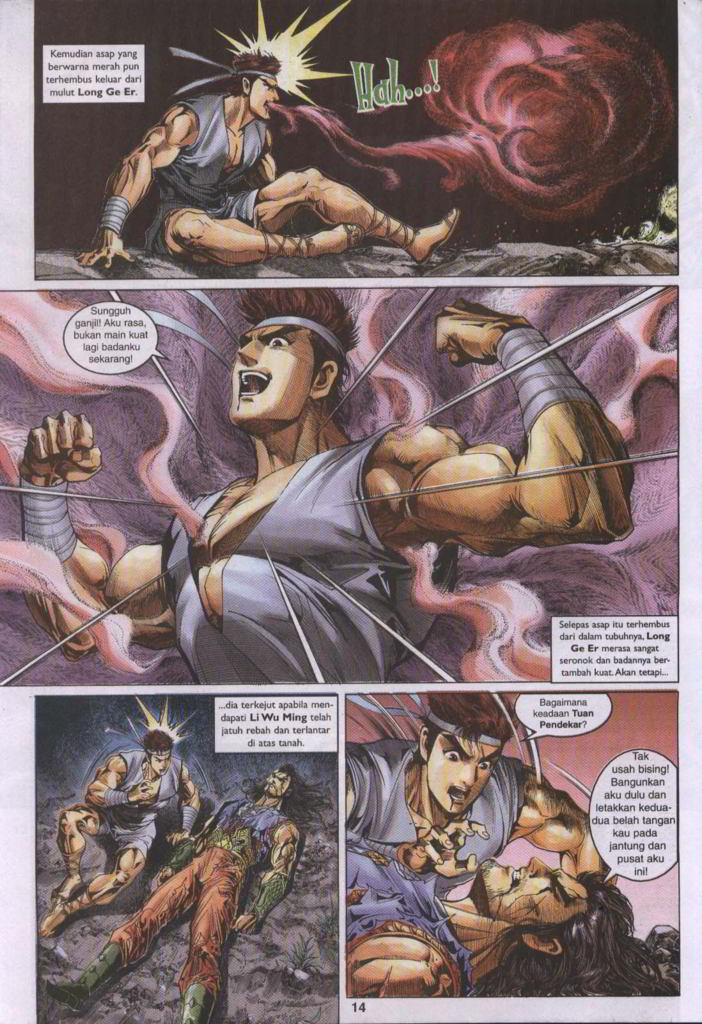 Kemudian asap yang
berwarna merah pun
terhembus keluar dari
mulut Long Ge Er.
Hah...!
Sungguh
ganjil! Aku rasa,
bukan main kuat
lagi badanku
sekarang!
Selepas asap itu terhembus
dari dalam tubuhnya, Long
Ge Er merasa sangat
seronok dan badannya ber-
tambah kuat. Akan tetapi...
...dia terkejut apabila men-
dapati Li Wu Ming telah
jatuh rebah dan terlantar
di atas tanah.
Bagaimana
keadaan Tuan
Pendekar?
Tak
usah bising!
Bangunkan
aku dulu dan
letakkan kedua-
dua belah tangan
kau pada
jantung dan
pusat aku
ini!
14